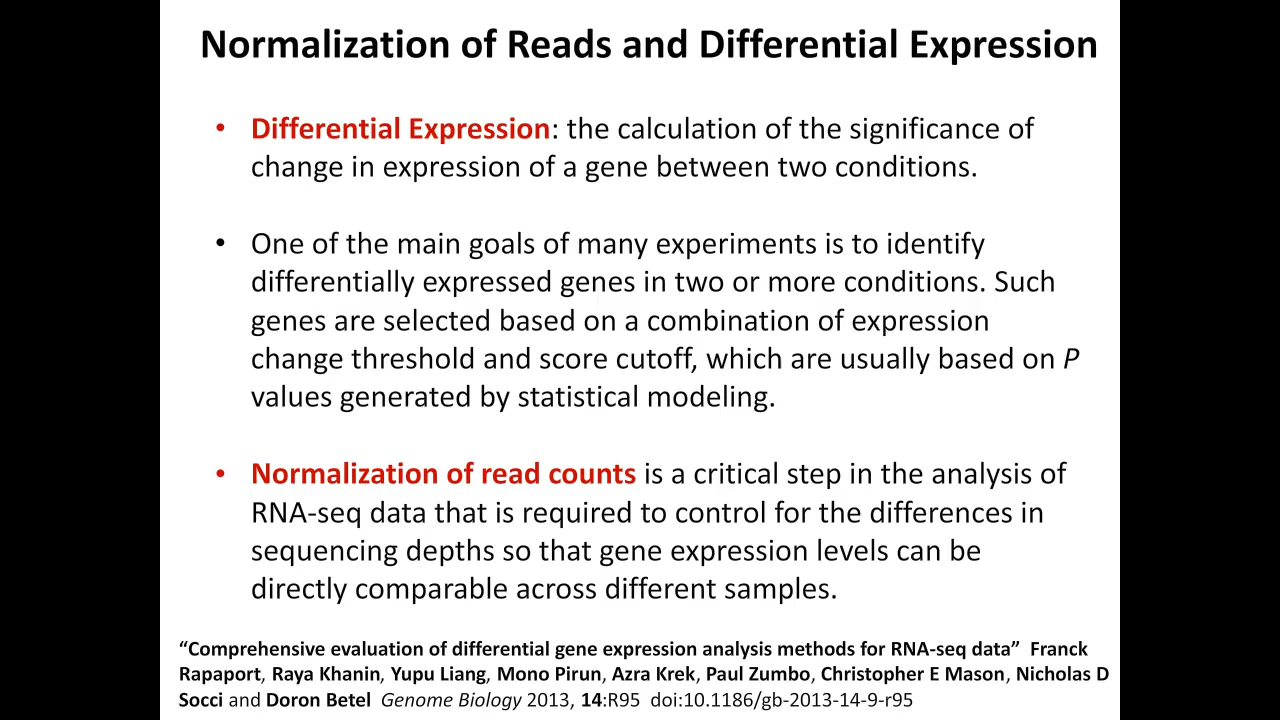 Normalization of Reads and Differential Expression
• Differential Expression: the calculation of the significance of
change in expression of a gene between two conditions.
• One of the main goals of many experiments is to identify
differentially expressed genes in two or more conditions. Such
genes are selected based on a combination of expression
change threshold and score cutoff, which are usually based on P
values generated by statistical modeling.
• Normalization of read counts is a critical step in the analysis of
RNA-seq data that is required to control for the differences in
sequencing depths so that gene expression levels can be
directly comparable across different samples.
“Comprehensive evaluation of differential gene expression analysis methods for RNA-seq data” Franck
Rapaport, Raya Khanin, Yupu Liang, Mono Pirun, Azra Krek, Paul Zumbo, Christopher E Mason, Nicholas D
Socci and Doron Betel Genome Biology 2013, 14:R95 doi:10.1186/gb-2013-14-9-r95